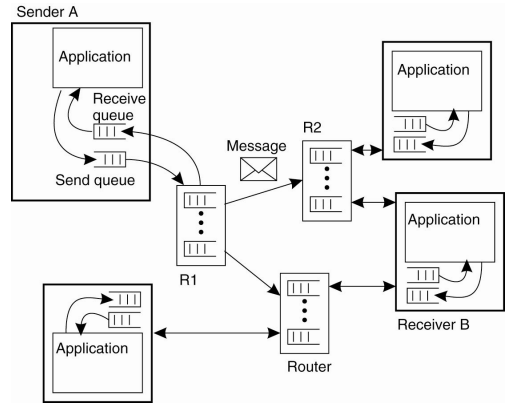 Sender A
Application
Receive
queue
Send queue
Message
R2
Application
R1
Application
Receiver B
Application
Router